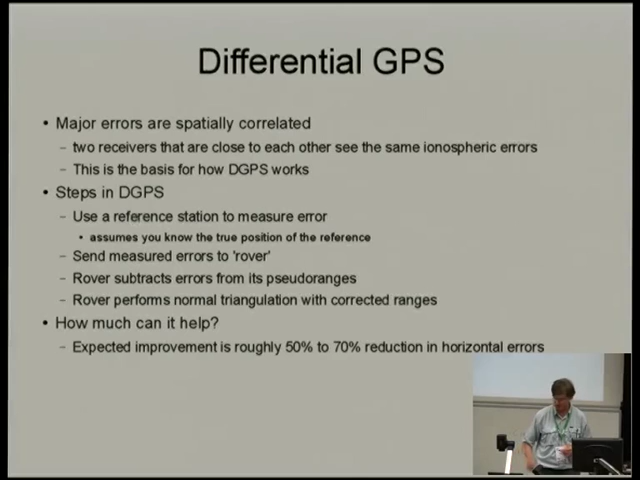 Differential GPS
• Major errors are spatially correlated
– two receivers that are close to each other see the same ionospheric errors
– This is the basis for how DGPS works
• Steps in DGPS
– Use a reference station to measure error
• assumes you know the true position of the reference
– Send measured errors to 'rover'
– Rover subtracts errors from its pseudoranges
– Rover performs normal triangulation with corrected ranges
• How much can it help?
– Expected improvement is roughly 50% to 70% reduction in horizontal errors